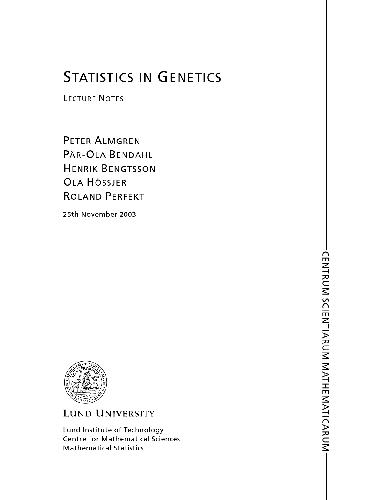 STATISTICS IN GENETICS
LECTURE NOTES
PETER ALMGREN
PÄR-OLA BENDAHL
HENRIK BENGTSSON
OLA HÖSSJER
ROLAND PERFEKT
25th November 2003
LUND UNIVERSITY
Lund Institute of Technology
Centre for Mathematical Sciences
Mathematical Statistics
CENTRUM SCIENTIARUM MATHEMATICARUM